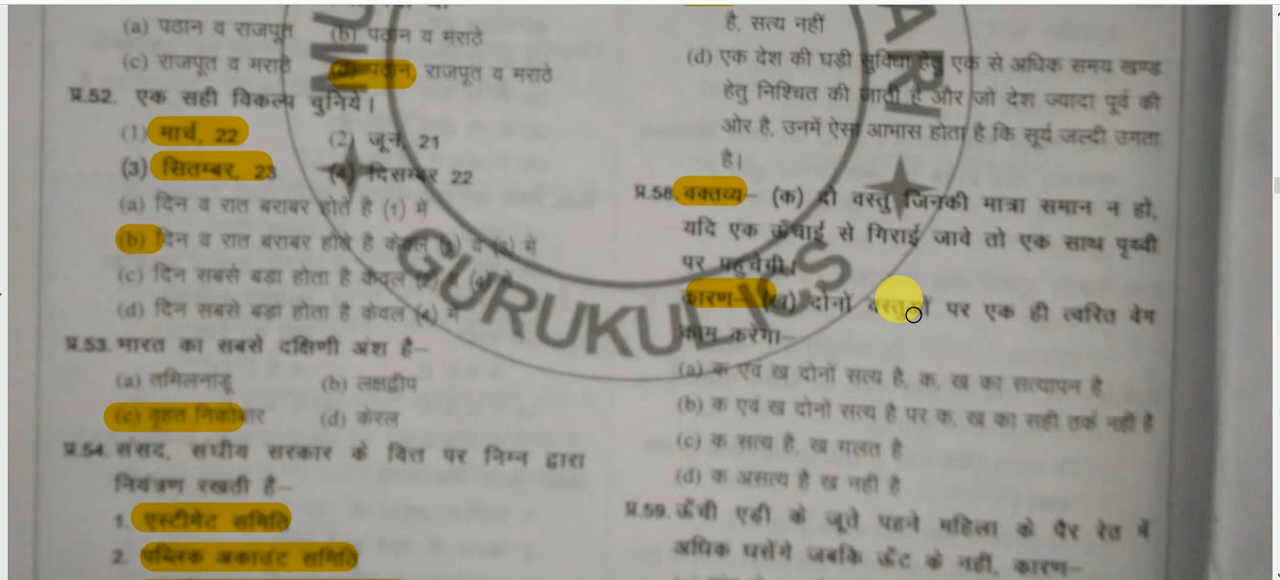 (a) पठान व राजपूत (b) पठान व मराठे
(c) राजपूत व मराठे (d) पठान, राजपूत व मराठे
प्र.52. एक सही विकल्प चुनिये।
(1) मार्च, 22 (2) जून, 21
(3) सितम्बर, 23 (4) दिसम्बर 22
(a) दिन व रात बराबर होते है (1) में
(b) दिन व रात बराबर होते है केवल व में
(c) दिन सबसे बडा होता है केवल
(d) दिन सबसे बडा होता है केवल (4) में
प्र.53. भारत का सबसे दक्षिणी अंश है–
(a) तमिलनाडू (b) लक्षद्वीप
(c) वृहत निकोबार (d) केरल
प्र.54. संसद, संघीय सरकार के वित्त पर निम्न द्वारा
नियंत्रण रखती है–
1. एस्टीमेट समिति
2. पब्लिक अकाउंट समिति
है, सत्य नहीं
(d) एक देश की घड़ी सुविधा हेतु एक से अधिक समय खण्ड
हेतु निश्चित की जाती है और जो देश ज्यादा पूर्व की
ओर है, उनमें ऐसा आभास होता है कि सूर्य जल्दी उगता
है।
प्र.58. वक्तव्य– (क) दो वस्तु जिनकी मात्रा समान न हो,
यदि एक ऊँचाई से गिराई जावे तो एक साथ पृथ्वी
पर पहुचेगी।
कारण– (ख) दोनों वस्तुओं पर एक ही त्वरित वेग
काम करेगा–
(a) क एवं ख दोनों सत्य है, क, ख का सत्यापन है
(b) क एवं ख दोनों सत्य है पर क, ख का सही तर्क नहीं है
(c) क सत्य है, ख गलत है
(d) क असत्य है ख नहीं है
प्र.59. ऊँची एड़ी के जूते पहने महिला के पैर रेत में
अधिक धसेंगे जबकि ऊँट के नहीं, कारण–
GURUKUL ICS